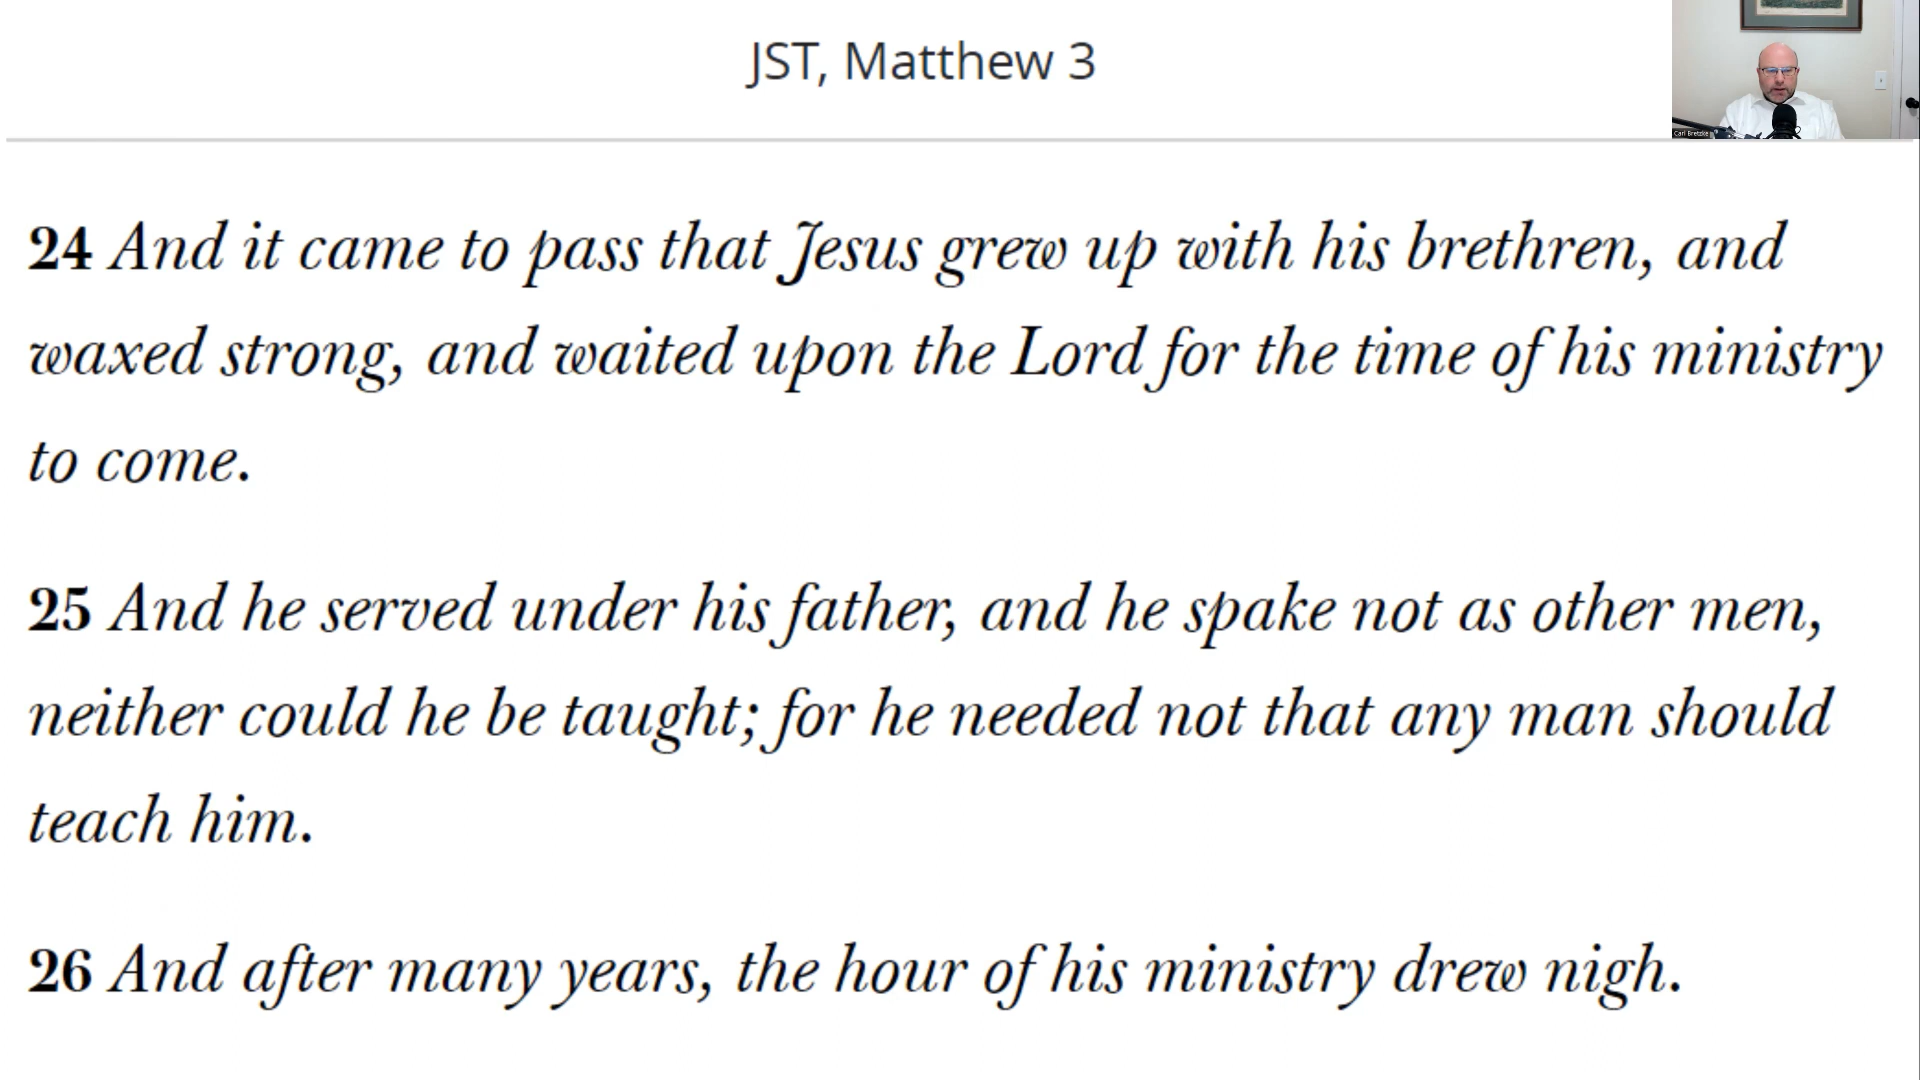 JST, Matthew 3
Carl Bretzke
24 And it came to pass that Jesus grew up with his brethren, and
waxed strong, and waited upon the Lord for the time of his ministry
to come.
25 And he served under his father, and he spake not as other men,
neither could he be taught; for he needed not that any man should
teach him.
26 And after many years, the hour of his ministry drew nigh.